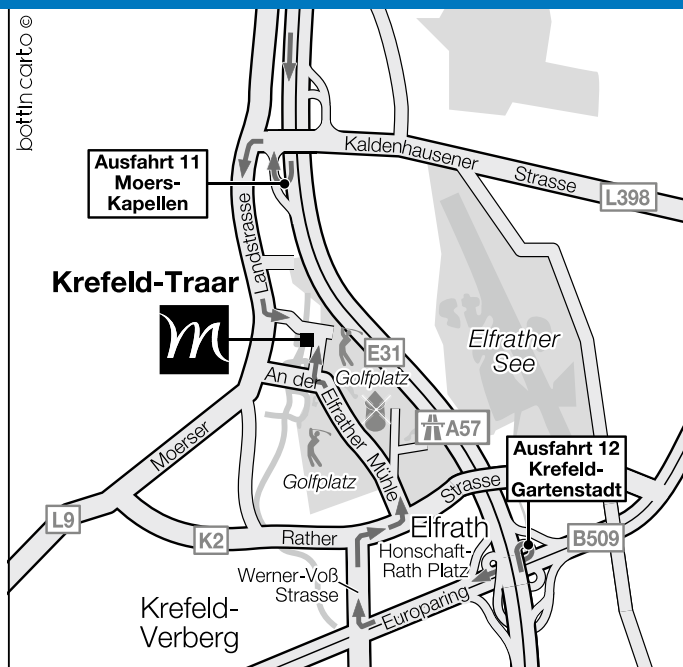 bottin carto ©
Ausfahrt 11
Moers-
Kapellen
Kaldenhausener
Strasse
L398
Landstrasse
Krefeld-Traar
m
E31
Elfrather
See
An der
Golfplatz
Elfrather
Mühle
A57
Moerser
Golfplatz
Ausfahrt 12
Krefeld-
Gartenstadt
Strasse
L9
K2
Rather
Elfrath
Honschaft-
Rath Platz
B509
Werner-Voß
Strasse
Europaring
Krefeld-
Verberg